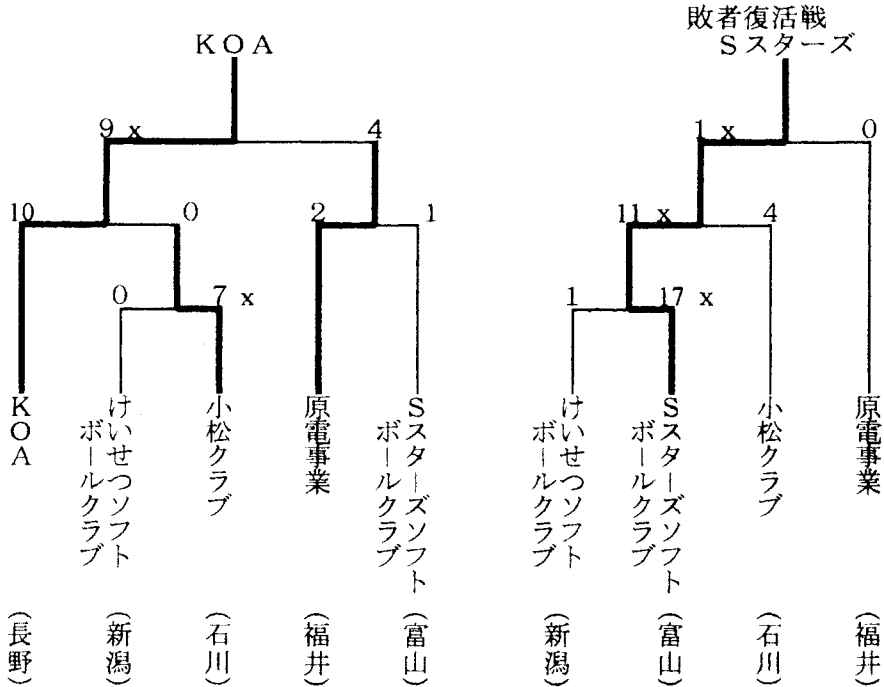 敗者復活戦
KOA
Sスターズ
9 x
4
1 x
0
10
0
2
1
11 x
4
0
7 x
1
17 x
KOA
けいせつソフト
ボールクラブ
小松クラブ
原電事業
Sスターズソフト
ボールクラブ
けいせつソフト
ボールクラブ
Sスターズソフト
ボールクラブ
小松クラブ
原電事業
(長野)
(新潟)
(石川)
(福井)
(富山)
(新潟)
(富山)
(石川)
(福井)